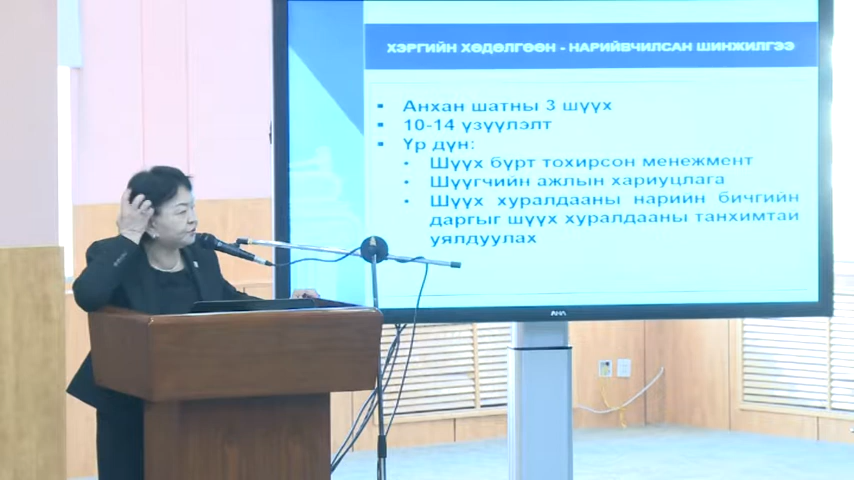 ХЭРГИЙН ХӨДӨЛГӨӨН - НАРИЙВЧИЛСАН ШИНЖИЛГЭЭ
▪ Анхан шатны 3 шүүх
▪ 10-14 үзүүлэлт
▪ Үр дүн:
• Шүүх бүрт тохирсон менежмент
• Шүүгчийн ажлын хариуцлага
• Шүүх хуралдааны нарийн бичгийн
даргыг шүүх хуралдааны танхимтай
уялдуулах